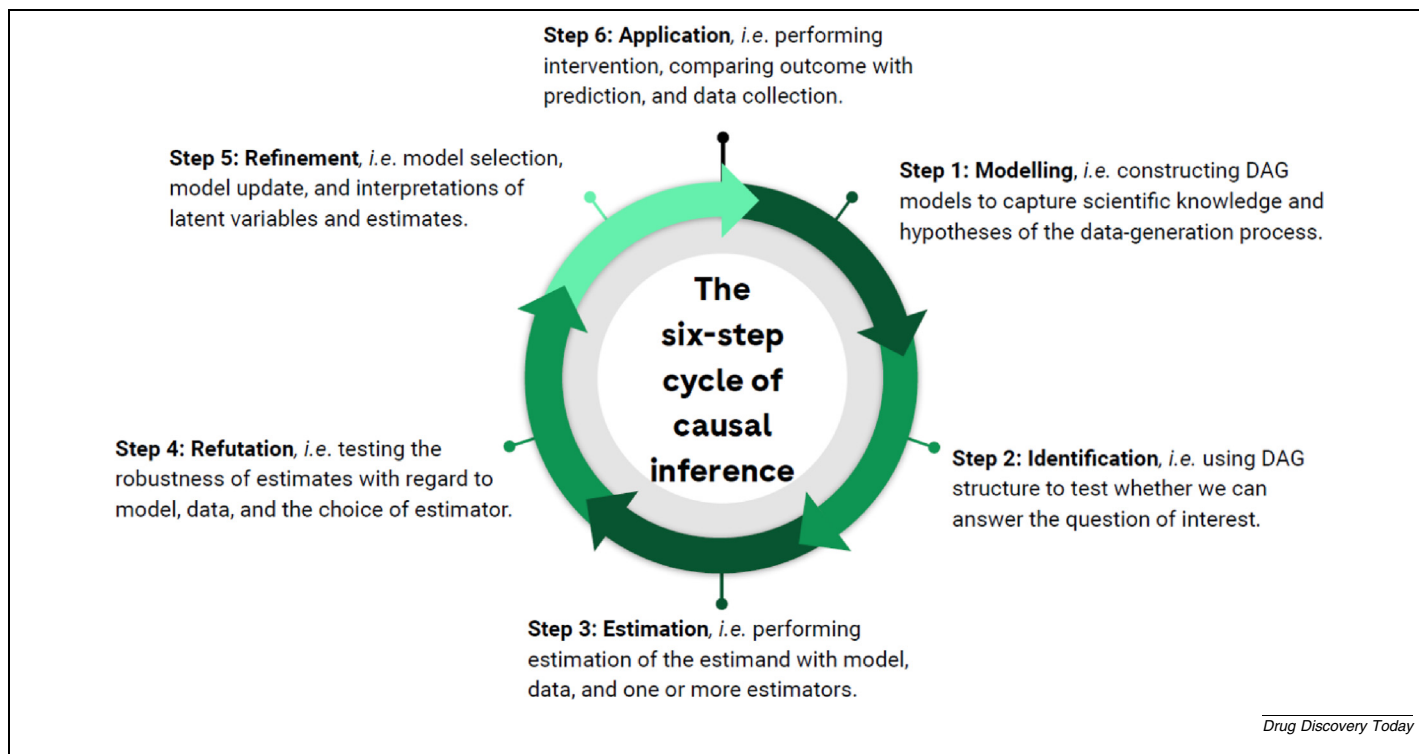 Step 6: Application, i.e. performing
intervention, comparing outcome with
prediction, and data collection.
Step 5: Refinement, i.e. model selection,
model update, and interpretations of
latent variables and estimates.
Step 1: Modelling, i.e. constructing DAG
models to capture scientific knowledge and
hypotheses of the data-generation process.
The
six-step
cycle of
causal
inference
Step 4: Refutation, i.e. testing the
robustness of estimates with regard to
model, data, and the choice of estimator.
Step 2: Identification, i.e. using DAG
structure to test whether we can
answer the question of interest.
Step 3: Estimation, i.e. performing
estimation of the estimand with model,
data, and one or more estimators.
Drug Discovery Today